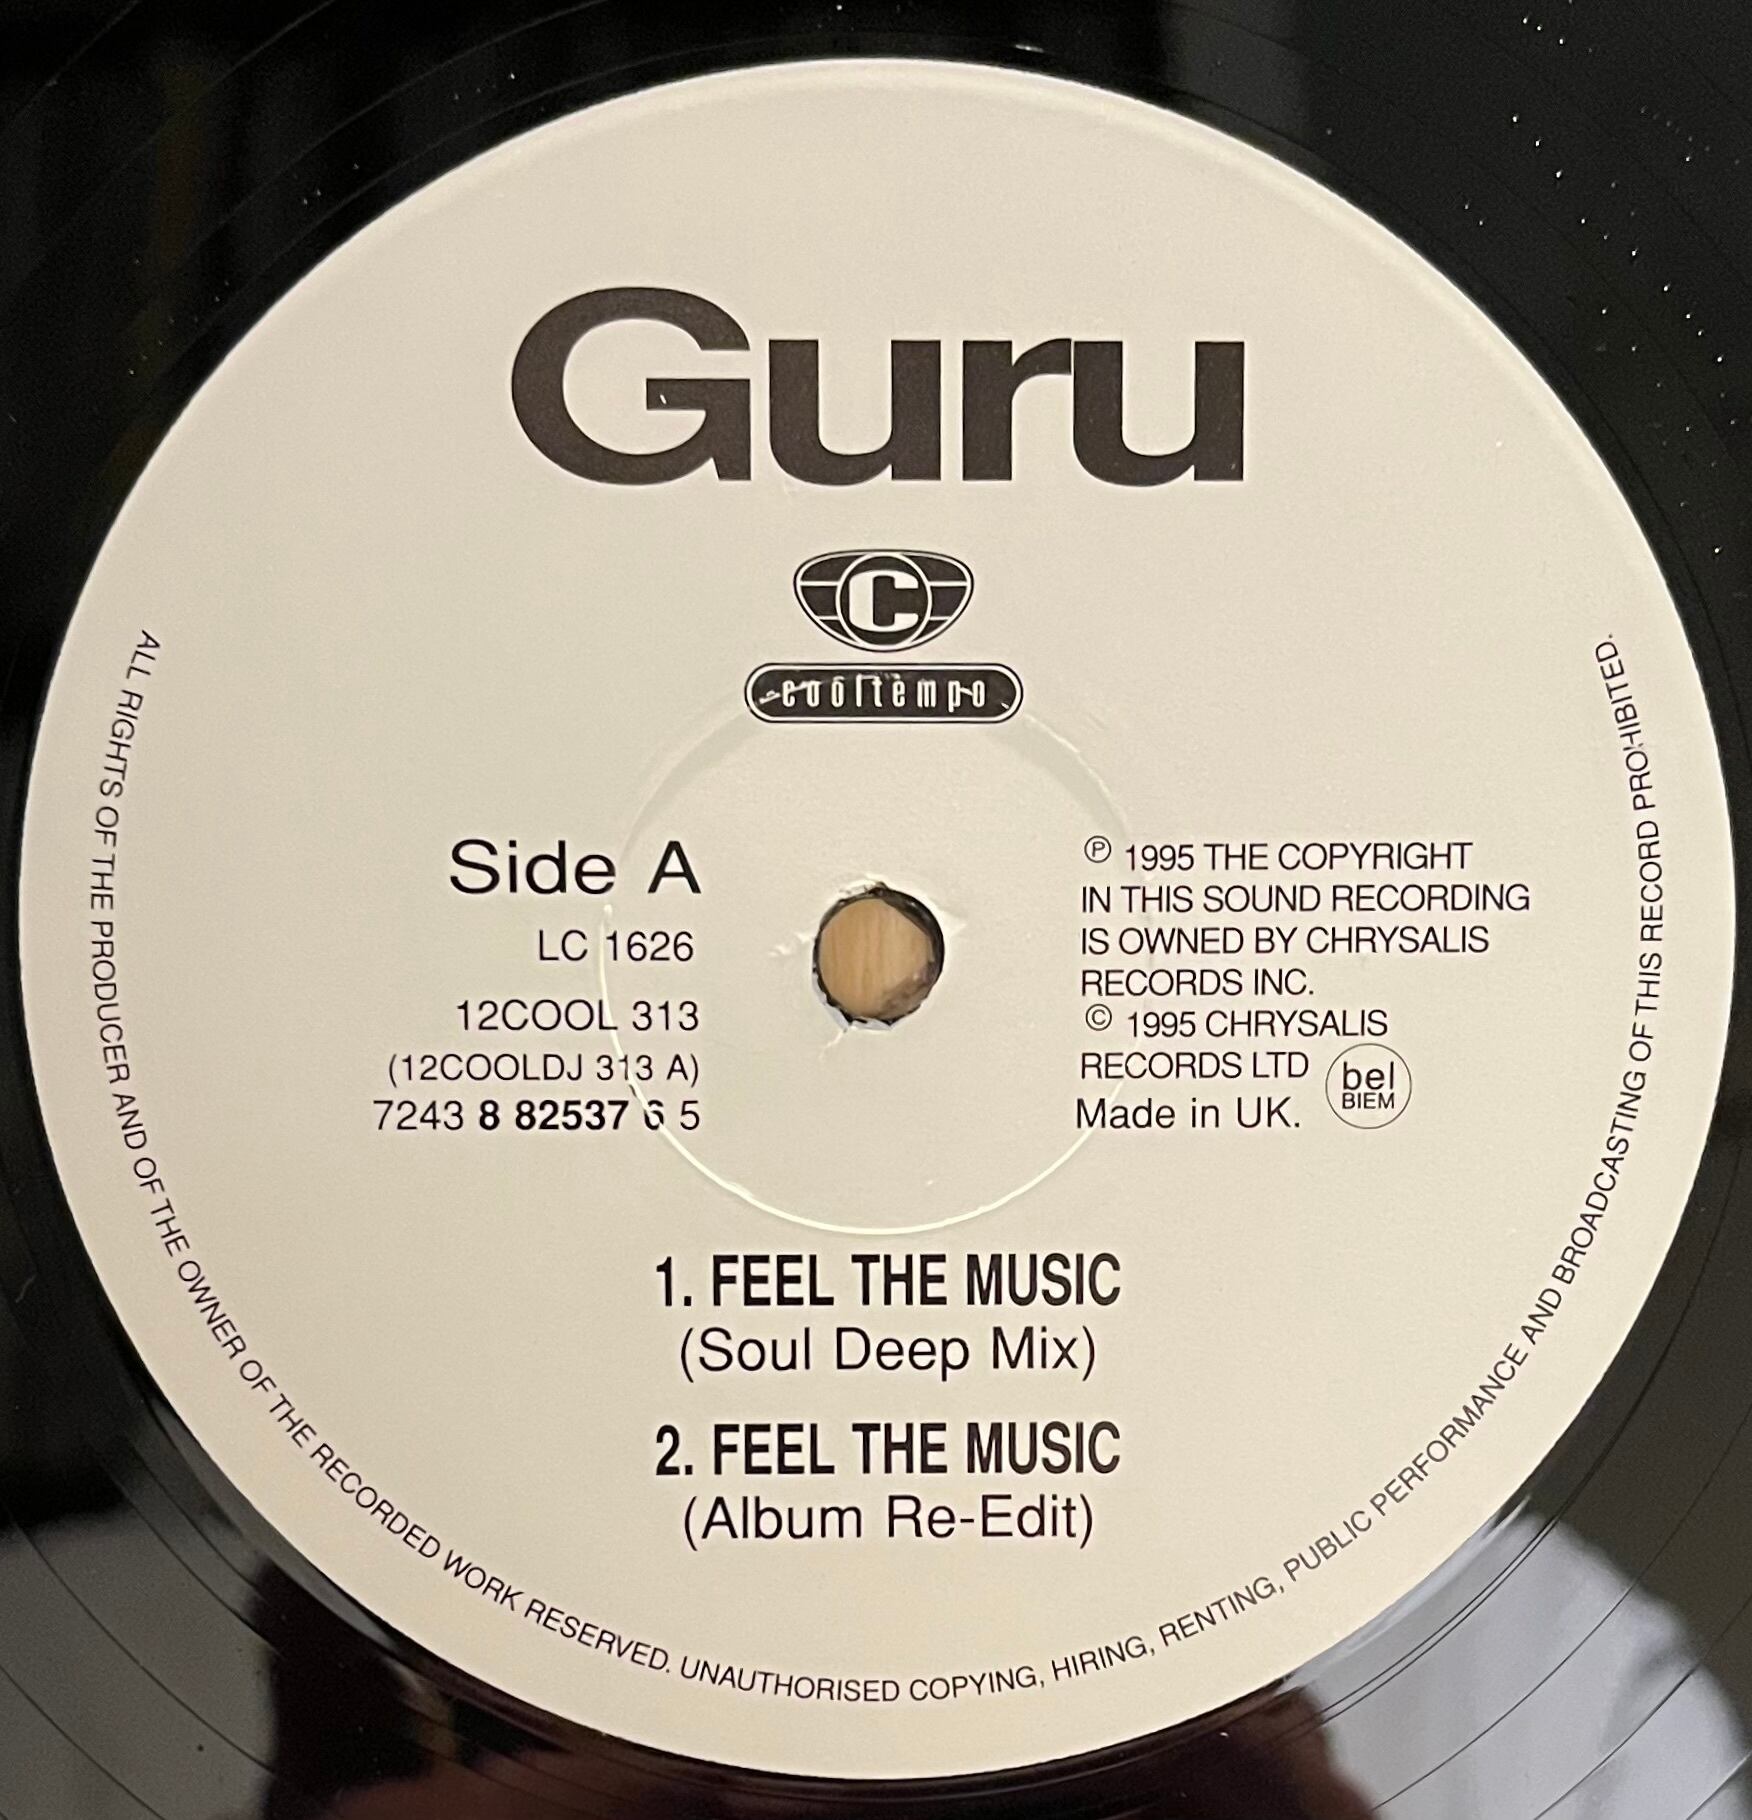 Guru
C
cooltempo
Side A
LC 1626
12COOL 313
(12COOLDJ 313 A)
7243 8 82537 6 5
℗ 1995 THE COPYRIGHT
IN THIS SOUND RECORDING
IS OWNED BY CHRYSALIS
RECORDS INC.
© 1995 CHRYSALIS
RECORDS LTD
Made in UK.
bel
BIEM
1. FEEL THE MUSIC
(Soul Deep Mix)
2. FEEL THE MUSIC
(Album Re-Edit)
ALL RIGHTS OF THE PRODUCER AND OF THE OWNER OF THE RECORDED WORK RESERVED. UNAUTHORISED COPYING, HIRING, RENTING, PUBLIC PERFORMANCE AND BROADCASTING OF THIS RECORD PROHIBITED.